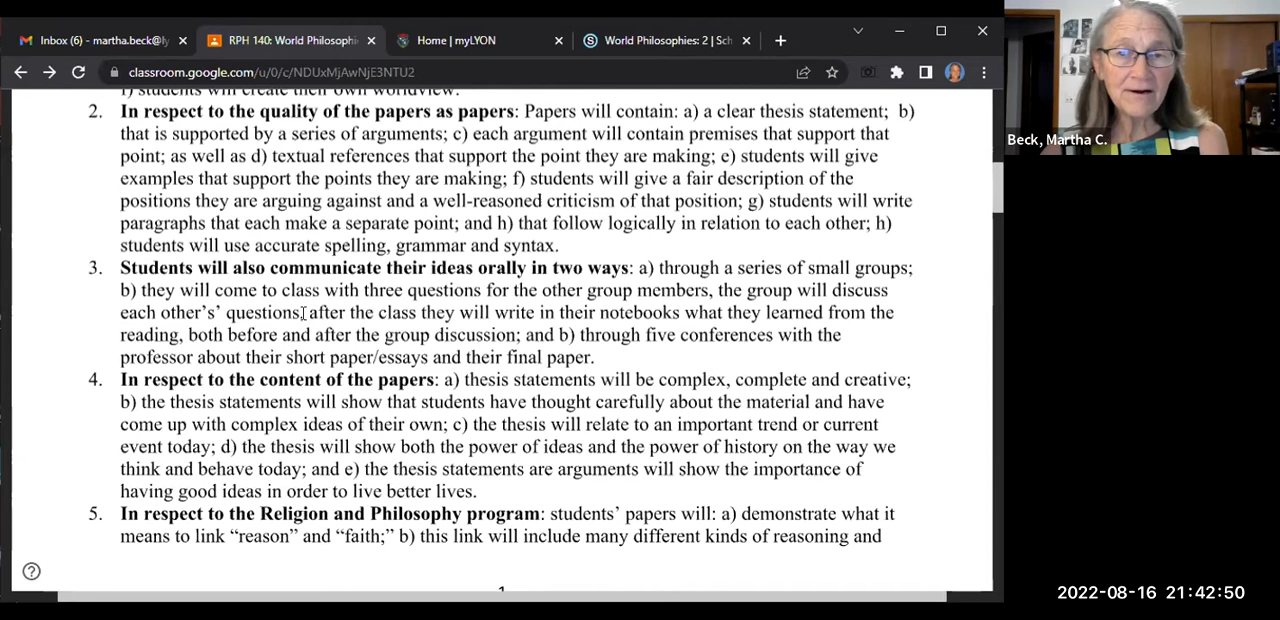 Inbox (6) - martha.beck@ly
RPH 140: World Philosophi
Home | myLYON
World Philosophies: 2 | Sch
classroom.google.com/u/0/c/NDUxMjAwNjE3NTU2
f) students will create their own worldview.
2. In respect to the quality of the papers as papers: Papers will contain: a) a clear thesis statement; b)
that is supported by a series of arguments; c) each argument will contain premises that support that
point; as well as d) textual references that support the point they are making; e) students will give
examples that support the points they are making; f) students will give a fair description of the
positions they are arguing against and a well-reasoned criticism of that position; g) students will write
paragraphs that each make a separate point; and h) that follow logically in relation to each other; h)
students will use accurate spelling, grammar and syntax.
3. Students will also communicate their ideas orally in two ways: a) through a series of small groups;
b) they will come to class with three questions for the other group members, the group will discuss
each other’s’ questions, after the class they will write in their notebooks what they learned from the
reading, both before and after the group discussion; and b) through five conferences with the
professor about their short paper/essays and their final paper.
4. In respect to the content of the papers: a) thesis statements will be complex, complete and creative;
b) the thesis statements will show that students have thought carefully about the material and have
come up with complex ideas of their own; c) the thesis will relate to an important trend or current
event today; d) the thesis will show both the power of ideas and the power of history on the way we
think and behave today; and e) the thesis statements are arguments will show the importance of
having good ideas in order to live better lives.
5. In respect to the Religion and Philosophy program: students’ papers will: a) demonstrate what it
means to link “reason” and “faith;” b) this link will include many different kinds of reasoning and
Beck, Martha C.
2022-08-16 21:42:50